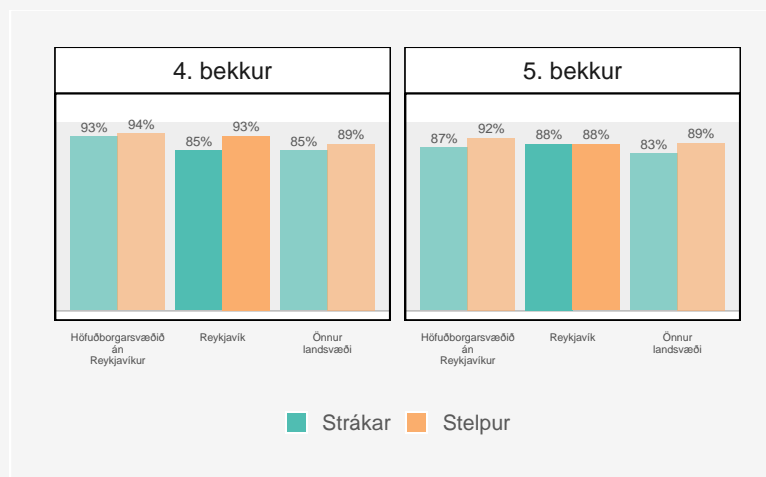 4. bekkur
93%
94%
85%
93%
85%
89%
Höfuðborgarsvæðið
án
Reykjavíkur
Reykjavík
Önnur
landsvæði
5. bekkur
87%
92%
88%
88%
83%
89%
Höfuðborgarsvæðið
án
Reykjavíkur
Reykjavík
Önnur
landsvæði
Strákar
Stelpur